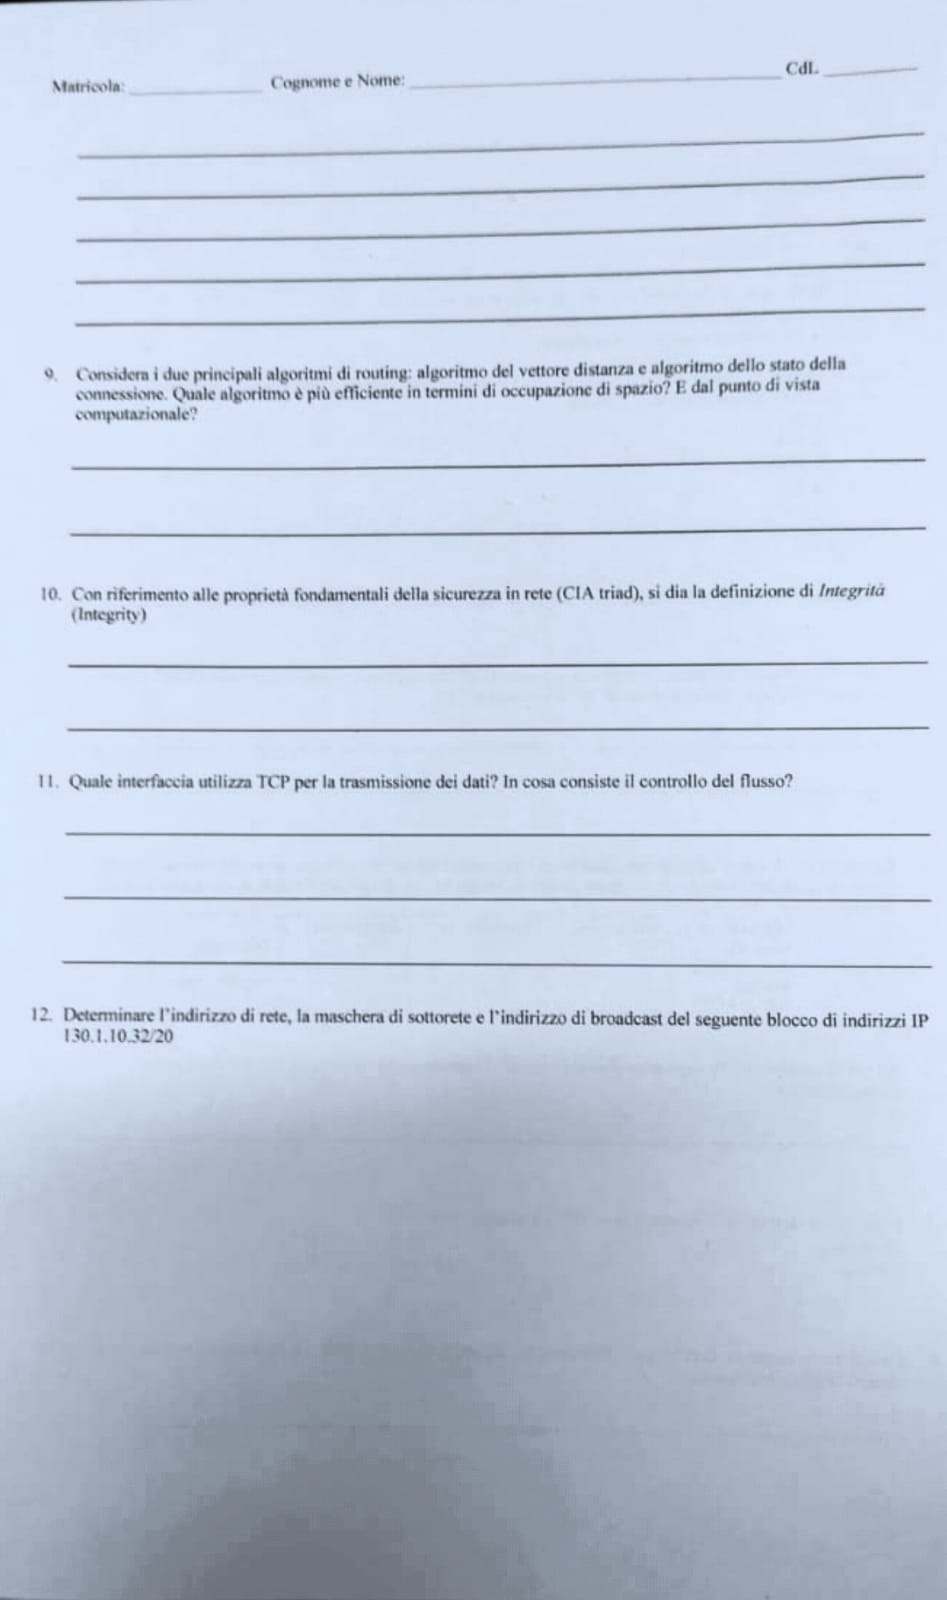 Matricola: Cognome e Nome: CdL
9. Considera i due principali algoritmi di routing: algoritmo del vettore distanza e algoritmo dello stato della
connessione. Quale algoritmo è più efficiente in termini di occupazione di spazio? E dal punto di vista
computazionale?
10. Con riferimento alle proprietà fondamentali della sicurezza in rete (CIA triad), si dia la definizione di Integrità
(Integrity)
11. Quale interfaccia utilizza TCP per la trasmissione dei dati? In cosa consiste il controllo del flusso?
12. Determinare l'indirizzo di rete, la maschera di sottorete e l'indirizzo di broadcast del seguente blocco di indirizzi IP
130.1.10.32/20